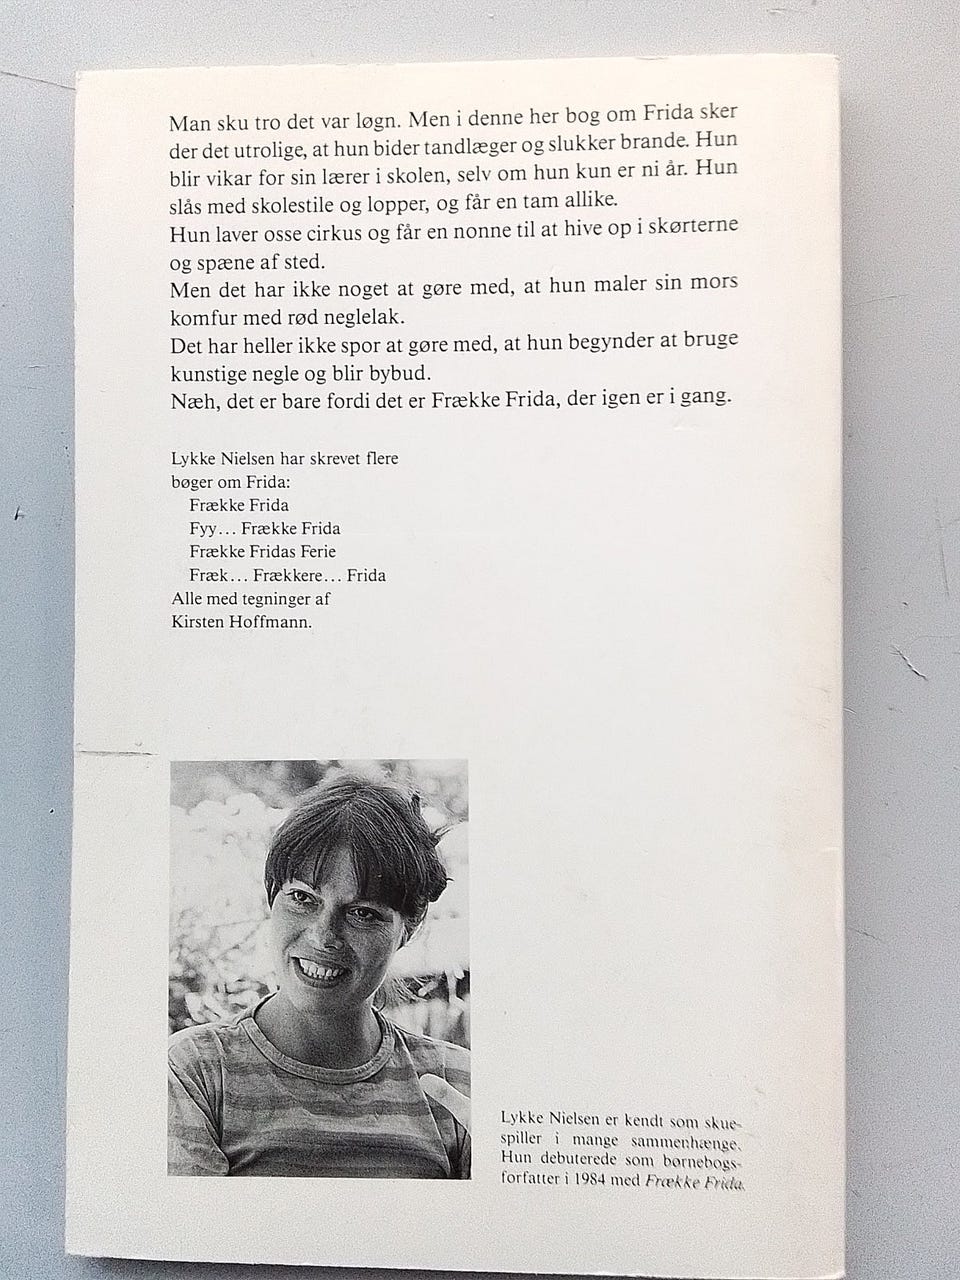 Man sku tro det var løgn. Men i denne her bog om Frida sker
der det utrolige, at hun bider tandlæger og slukker brande. Hun
blir vikar for sin lærer i skolen, selv om hun kun er ni år. Hun
slås med skolestile og lopper, og får en tam allike.
Hun laver osse cirkus og får en nonne til at hive op i skørterne
og spæne af sted.
Men det har ikke noget at gøre med, at hun maler sin mors
komfur med rød neglelak.
Det har heller ikke spor at gøre med, at hun begynder at bruge
kunstige negle og blir bybud.
Næh, det er bare fordi det er Frække Frida, der igen er i gang.
Lykke Nielsen har skrevet flere
bøger om Frida:
Frække Frida
Fyy... Frække Frida
Frække Fridas Ferie
Fræk... Frækkere... Frida
Alle med tegninger af
Kirsten Hoffmann.
Lykke Nielsen er kendt som skue-
spiller i mange sammenhænge.
Hun debuterede som børnebogs-
forfatter i 1984 med Frække Frida.